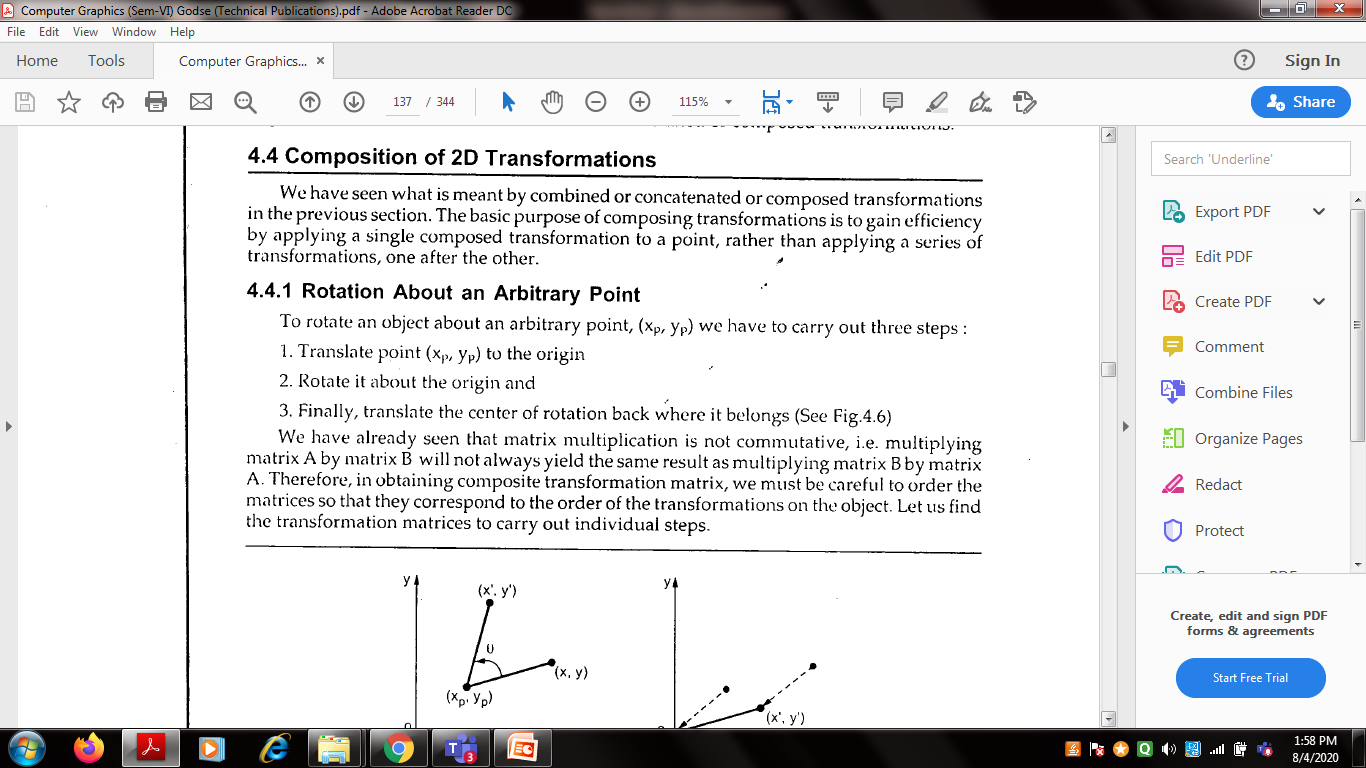 Computer Graphics (Sem-VI) Godse (Technical Publications).pdf - Adobe Acrobat Reader DC
File Edit View Window Help
Home Tools Computer Graphics... ×
? Sign In
137 / 344 115% Share
composed transformations.
4.4 Composition of 2D Transformations
We have seen what is meant by combined or concatenated or composed transformations
in the previous section. The basic purpose of composing transformations is to gain efficiency
by applying a single composed transformation to a point, rather than applying a series of
transformations, one after the other.
4.4.1 Rotation About an Arbitrary Point
To rotate an object about an arbitrary point, (xp, yp) we have to carry out three steps :
1. Translate point (xp, yp) to the origin
2. Rotate it about the origin and
3. Finally, translate the center of rotation back where it belongs (See Fig.4.6)
We have already seen that matrix multiplication is not commutative, i.e. multiplying
matrix A by matrix B will not always yield the same result as multiplying matrix B by matrix
A. Therefore, in obtaining composite transformation matrix, we must be careful to order the
matrices so that they correspond to the order of the transformations on the object. Let us find
the transformation matrices to carry out individual steps.
y
(x', y')
θ
(x, y)
(xp, yp)
y
(x', y')
Search 'Underline'
Export PDF
Edit PDF
Create PDF
Comment
Combine Files
Organize Pages
Redact
Protect
Create, edit and sign PDF
forms & agreements
Start Free Trial
3
1:58 PM
8/4/2020